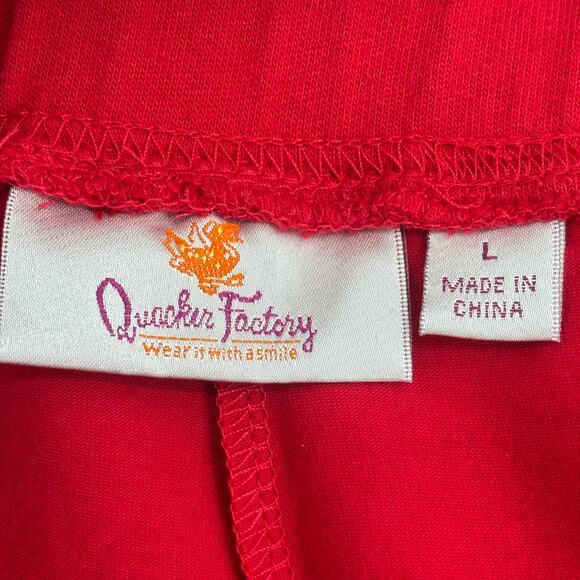 Quacker Factory
Wear it with a smile
L
MADE IN
CHINA